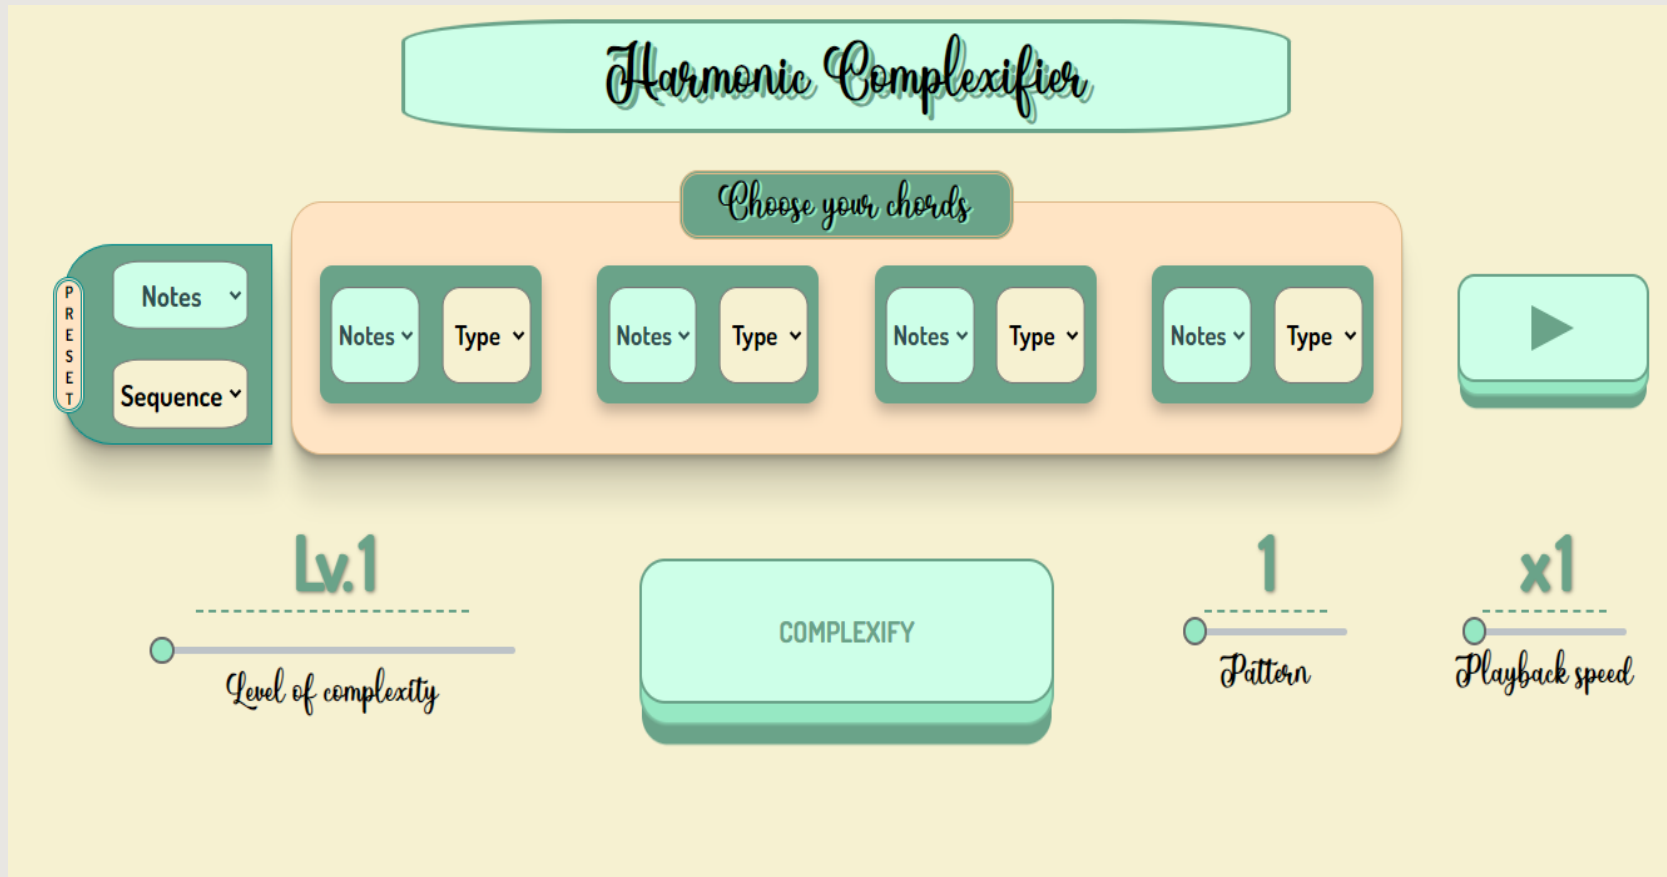 Harmonic Complexifier
Choose your chords
PRESET
Notes
Sequence
Notes Type Notes Type Notes Type Notes Type
Lv.1
Level of complexity
COMPLEXIFY
1
Pattern
x1
Playback speed